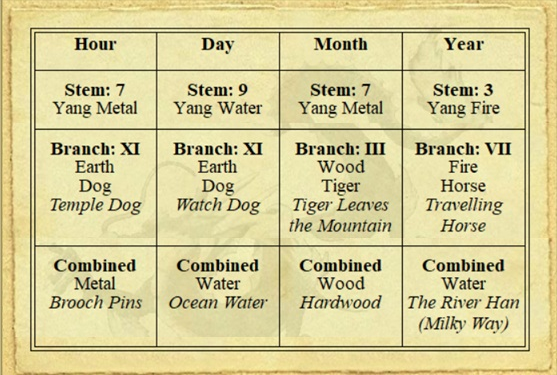 Hour Day Month Year
Stem: 7 Stem: 9 Stem: 7 Stem: 3
Yang Metal Yang Water Yang Metal Yang Fire
Branch: XI Branch: XI Branch: III Branch: VII
Earth Earth Wood Fire
Dog Dog Tiger Horse
Temple Dog Watch Dog Tiger Leaves Travelling
the Mountain Horse
Combined Combined Combined Combined
Metal Water Wood Water
Brooch Pins Ocean Water Hardwood The River Han
(Milky Way)